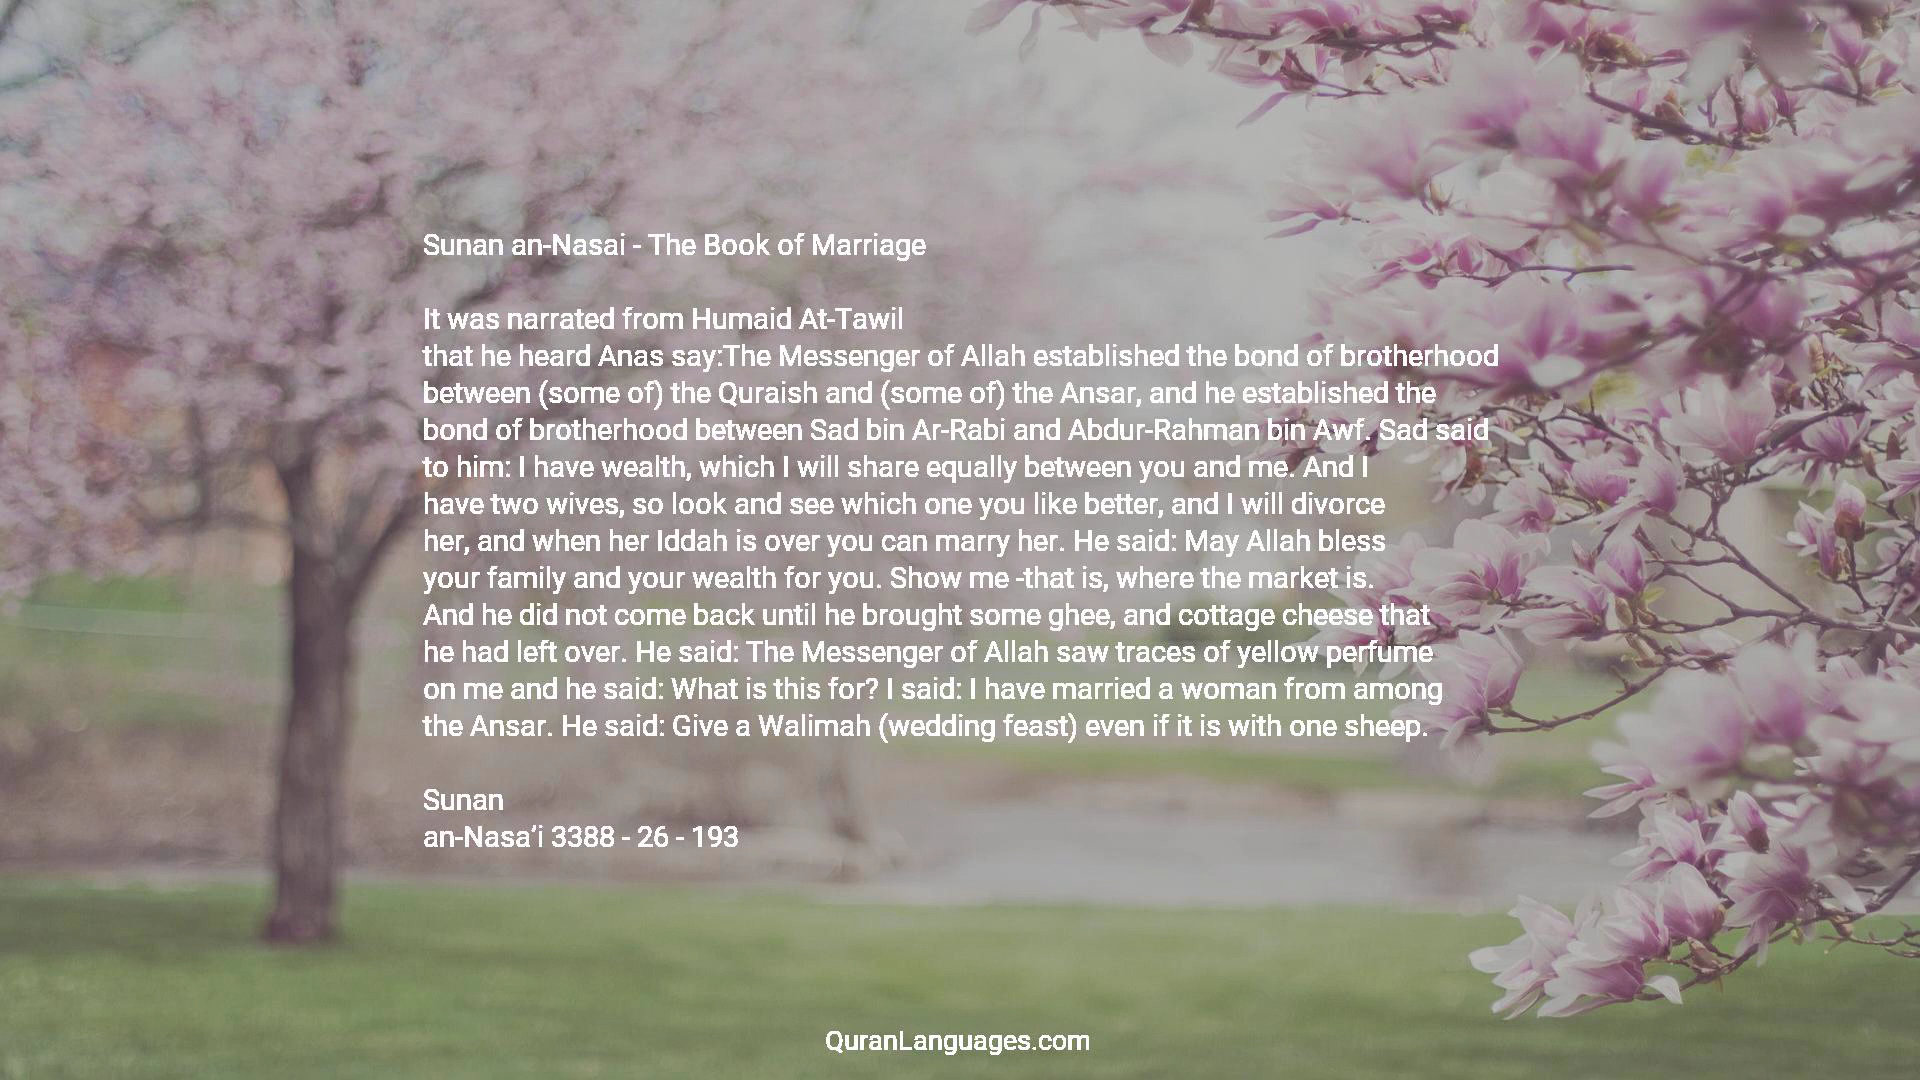 Sunan an-Nasai - The Book of Marriage
It was narrated from Humaid At-Tawil
that he heard Anas say:The Messenger of Allah established the bond of brotherhood
between (some of) the Quraish and (some of) the Ansar, and he established the
bond of brotherhood between Sad bin Ar-Rabi and Abdur-Rahman bin Awf. Sad said
to him: I have wealth, which I will share equally between you and me. And I
have two wives, so look and see which one you like better, and I will divorce
her, and when her Iddah is over you can marry her. He said: May Allah bless
your family and your wealth for you. Show me -that is, where the market is.
And he did not come back until he brought some ghee, and cottage cheese that
he had left over. He said: The Messenger of Allah saw traces of yellow perfume
on me and he said: What is this for? I said: I have married a woman from among
the Ansar. He said: Give a Walimah (wedding feast) even if it is with one sheep.
Sunan
an-Nasa’i 3388 - 26 - 193
QuranLanguages.com